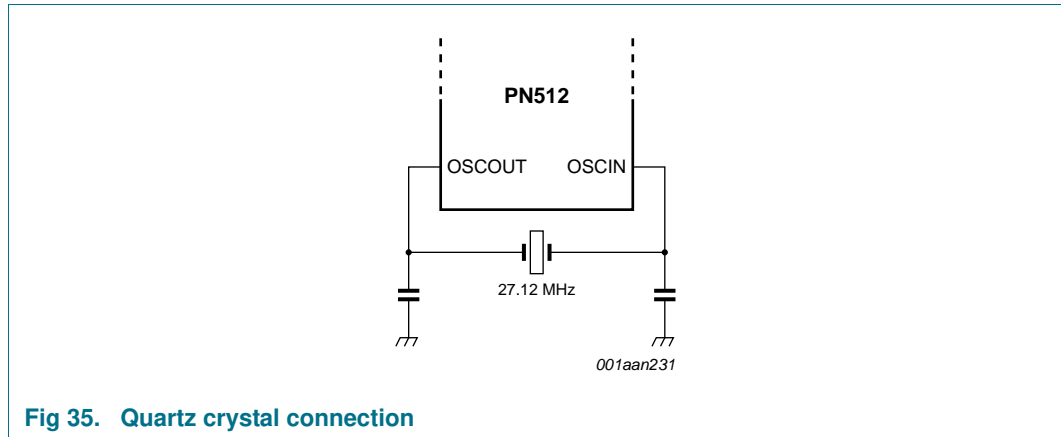 PN512
OSCOUT OSCIN
27.12 MHz
001aan231
Fig 35. Quartz crystal connection